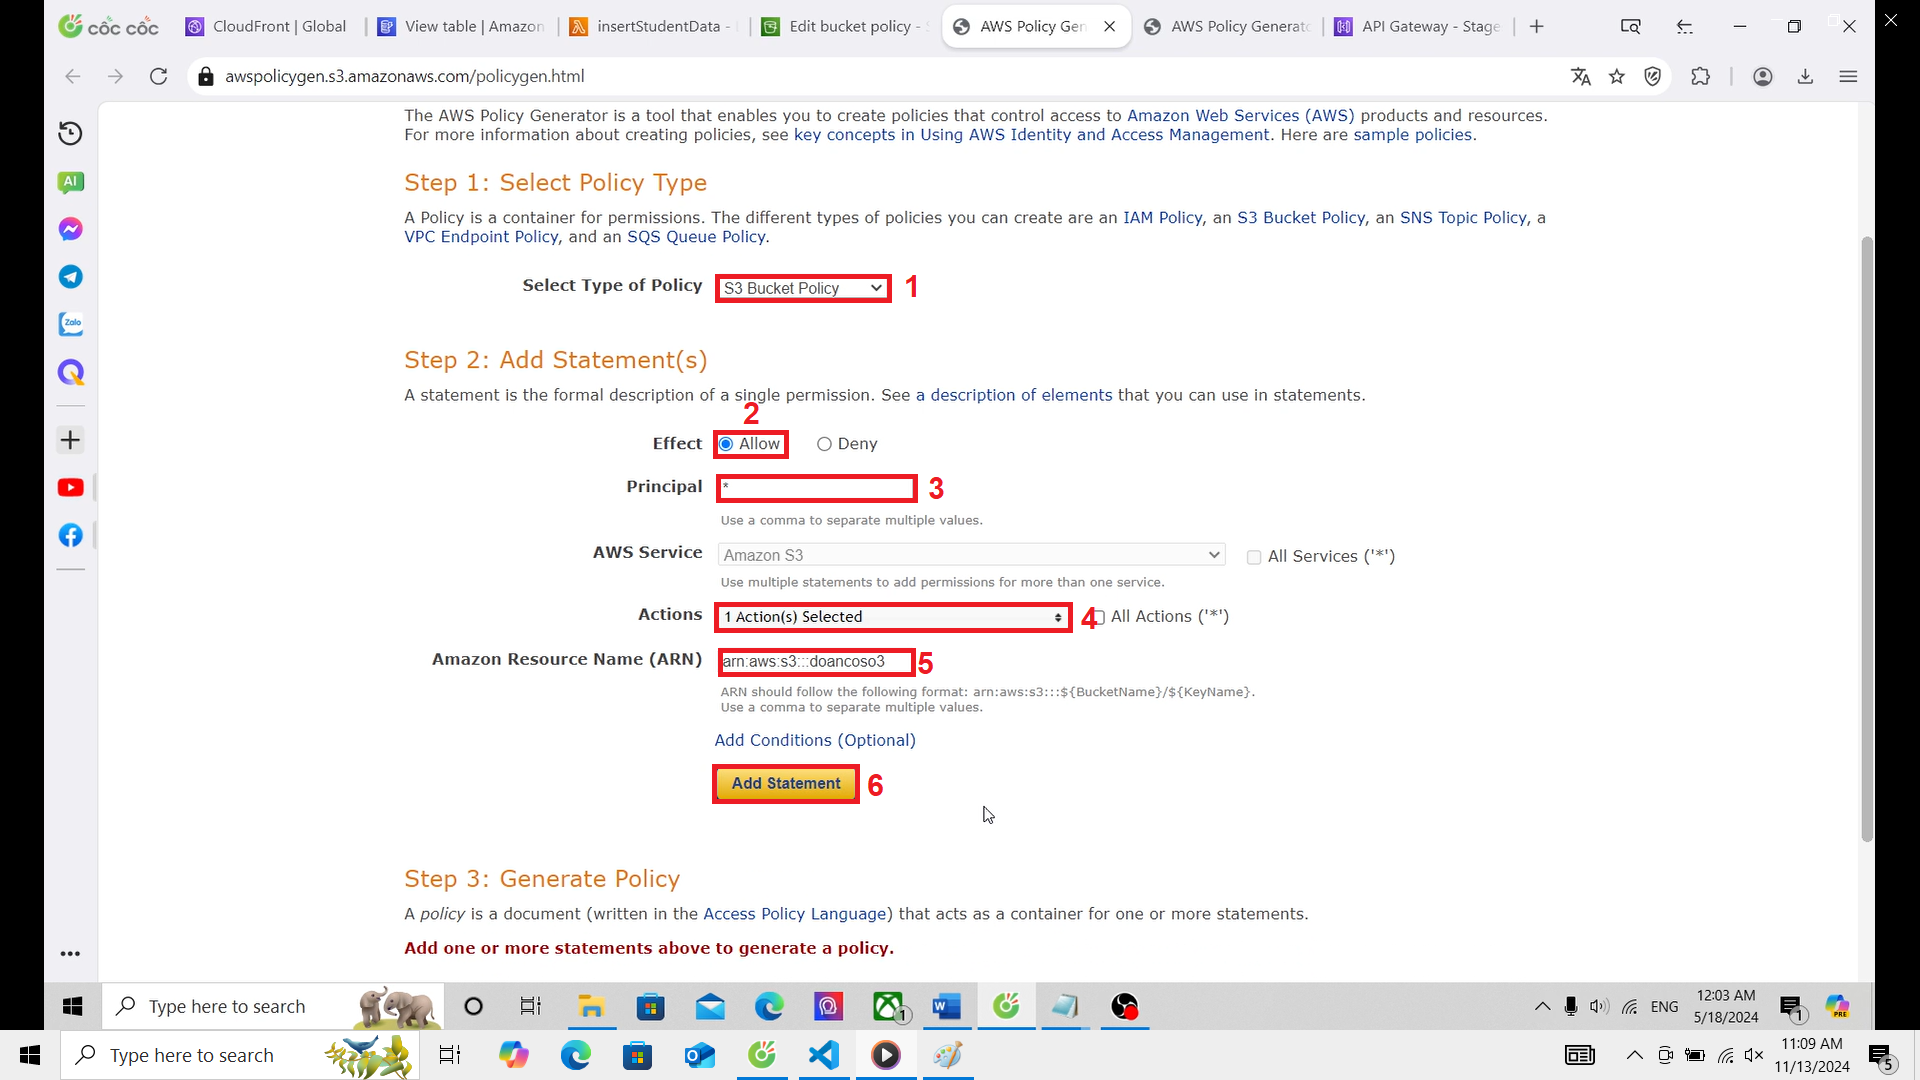 cốc cốc
CloudFront | Global
View table | Amazon
insertStudentData -
Edit bucket policy -
AWS Policy Gen
AWS Policy Generato
API Gateway - Stage
awspolicygen.s3.amazonaws.com/policygen.html
The AWS Policy Generator is a tool that enables you to create policies that control access to Amazon Web Services (AWS) products and resources.
For more information about creating policies, see key concepts in Using AWS Identity and Access Management. Here are sample policies.
AI
Zalo
Step 1: Select Policy Type
A Policy is a container for permissions. The different types of policies you can create are an IAM Policy, an S3 Bucket Policy, an SNS Topic Policy, a
VPC Endpoint Policy, and an SQS Queue Policy.
Select Type of Policy S3 Bucket Policy 1
Step 2: Add Statement(s)
A statement is the formal description of a single permission. See a description of elements that you can use in statements.
2
Effect Allow Deny
Principal * 3
Use a comma to separate multiple values.
AWS Service Amazon S3 All Services ('*')
Use multiple statements to add permissions for more than one service.
Actions 1 Action(s) Selected 4 All Actions ('*')
Amazon Resource Name (ARN) arn:aws:s3:::doancoso3 5
ARN should follow the following format: arn:aws:s3:::${BucketName}/${KeyName}.
Use a comma to separate multiple values.
Add Conditions (Optional)
Add Statement 6
Step 3: Generate Policy
A policy is a document (written in the Access Policy Language) that acts as a container for one or more statements.
Add one or more statements above to generate a policy.
Type here to search
1
ENG
12:03 AM
5/18/2024
1
PRE
Type here to search
11:09 AM
11/13/2024
5